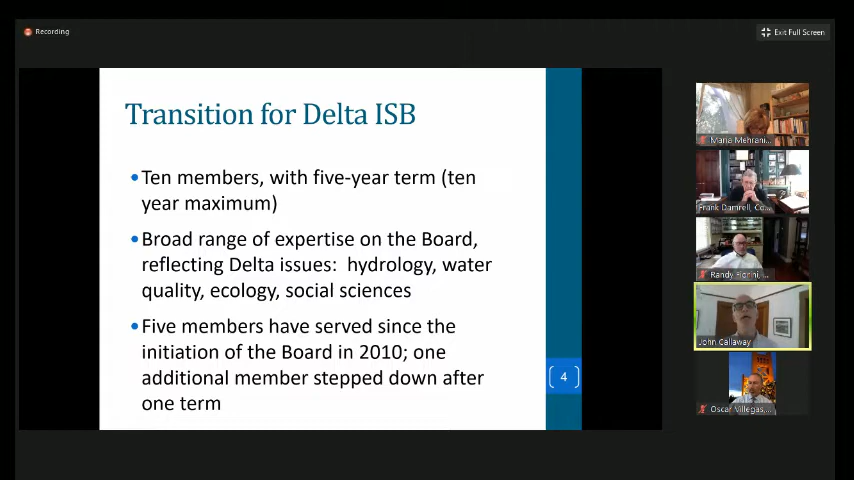 Recording
Exit Full Screen
Transition for Delta ISB
•Ten members, with five-year term (ten
year maximum)
•Broad range of expertise on the Board,
reflecting Delta issues: hydrology, water
quality, ecology, social sciences
•Five members have served since the
initiation of the Board in 2010; one
additional member stepped down after
one term
4
Maria Mehrani...
Frank Damrell, Co...
Randy Fiorini, ...
John Callaway
Oscar Villegas, ...